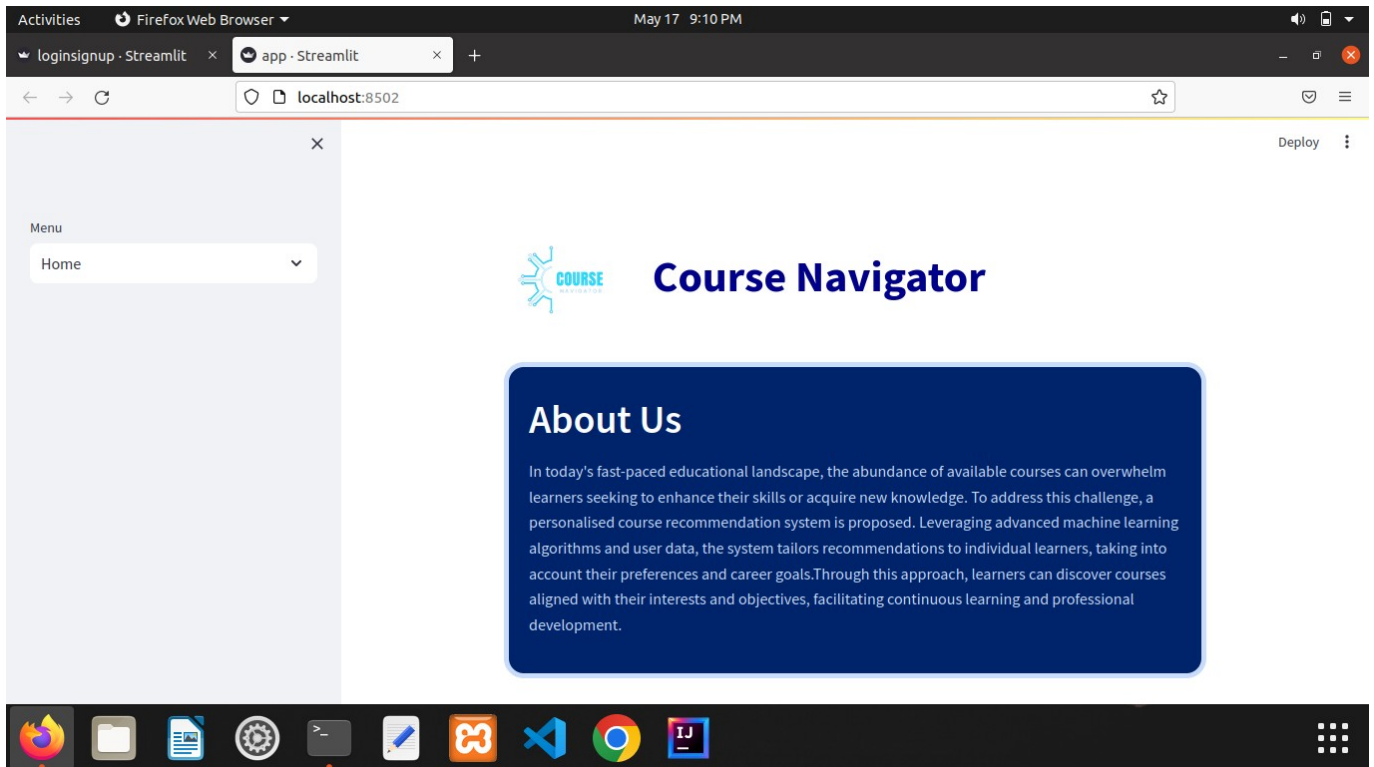 Activities Firefox Web Browser May 17 9:10 PM
loginsignup · Streamlit app · Streamlit
localhost:8502
Deploy
Menu
Home
COURSE
NAVIGATOR
Course Navigator
About Us
In today's fast-paced educational landscape, the abundance of available courses can overwhelm
learners seeking to enhance their skills or acquire new knowledge. To address this challenge, a
personalised course recommendation system is proposed. Leveraging advanced machine learning
algorithms and user data, the system tailors recommendations to individual learners, taking into
account their preferences and career goals.Through this approach, learners can discover courses
aligned with their interests and objectives, facilitating continuous learning and professional
development.
IJ